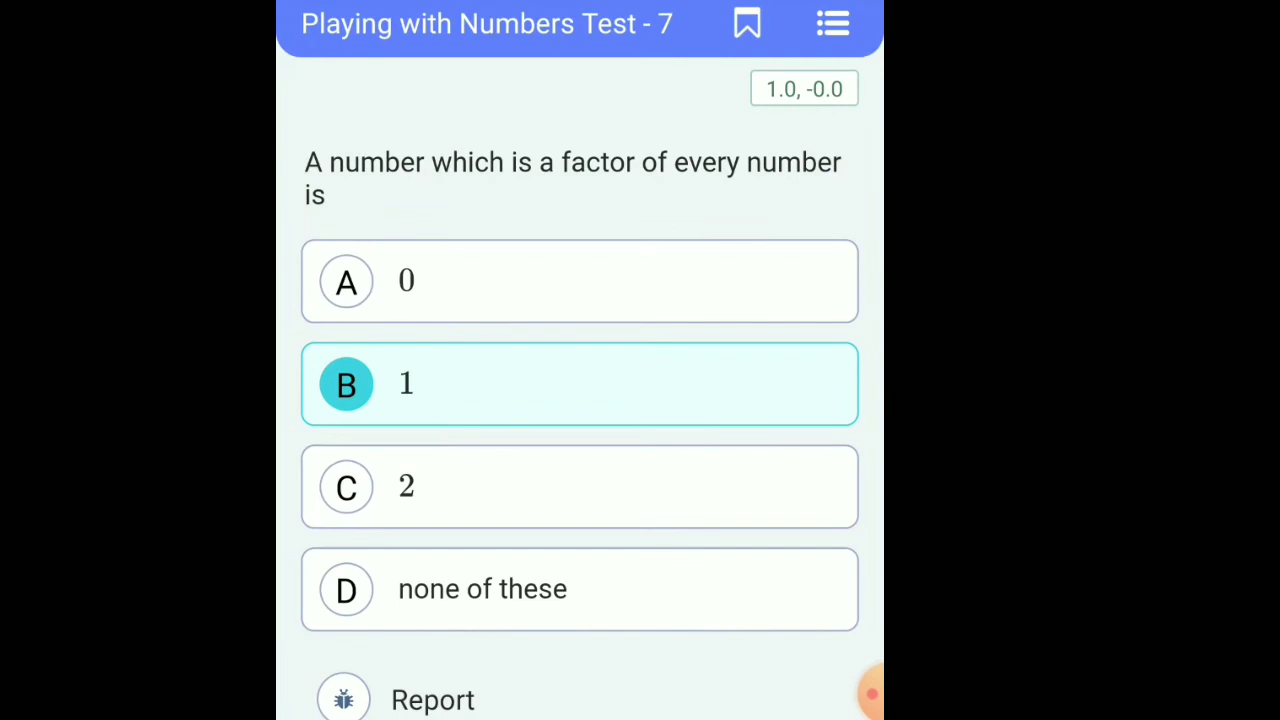 Playing with Numbers Test - 7
1.0, -0.0
A number which is a factor of every number
is
A 0
B 1
C 2
D none of these
Report